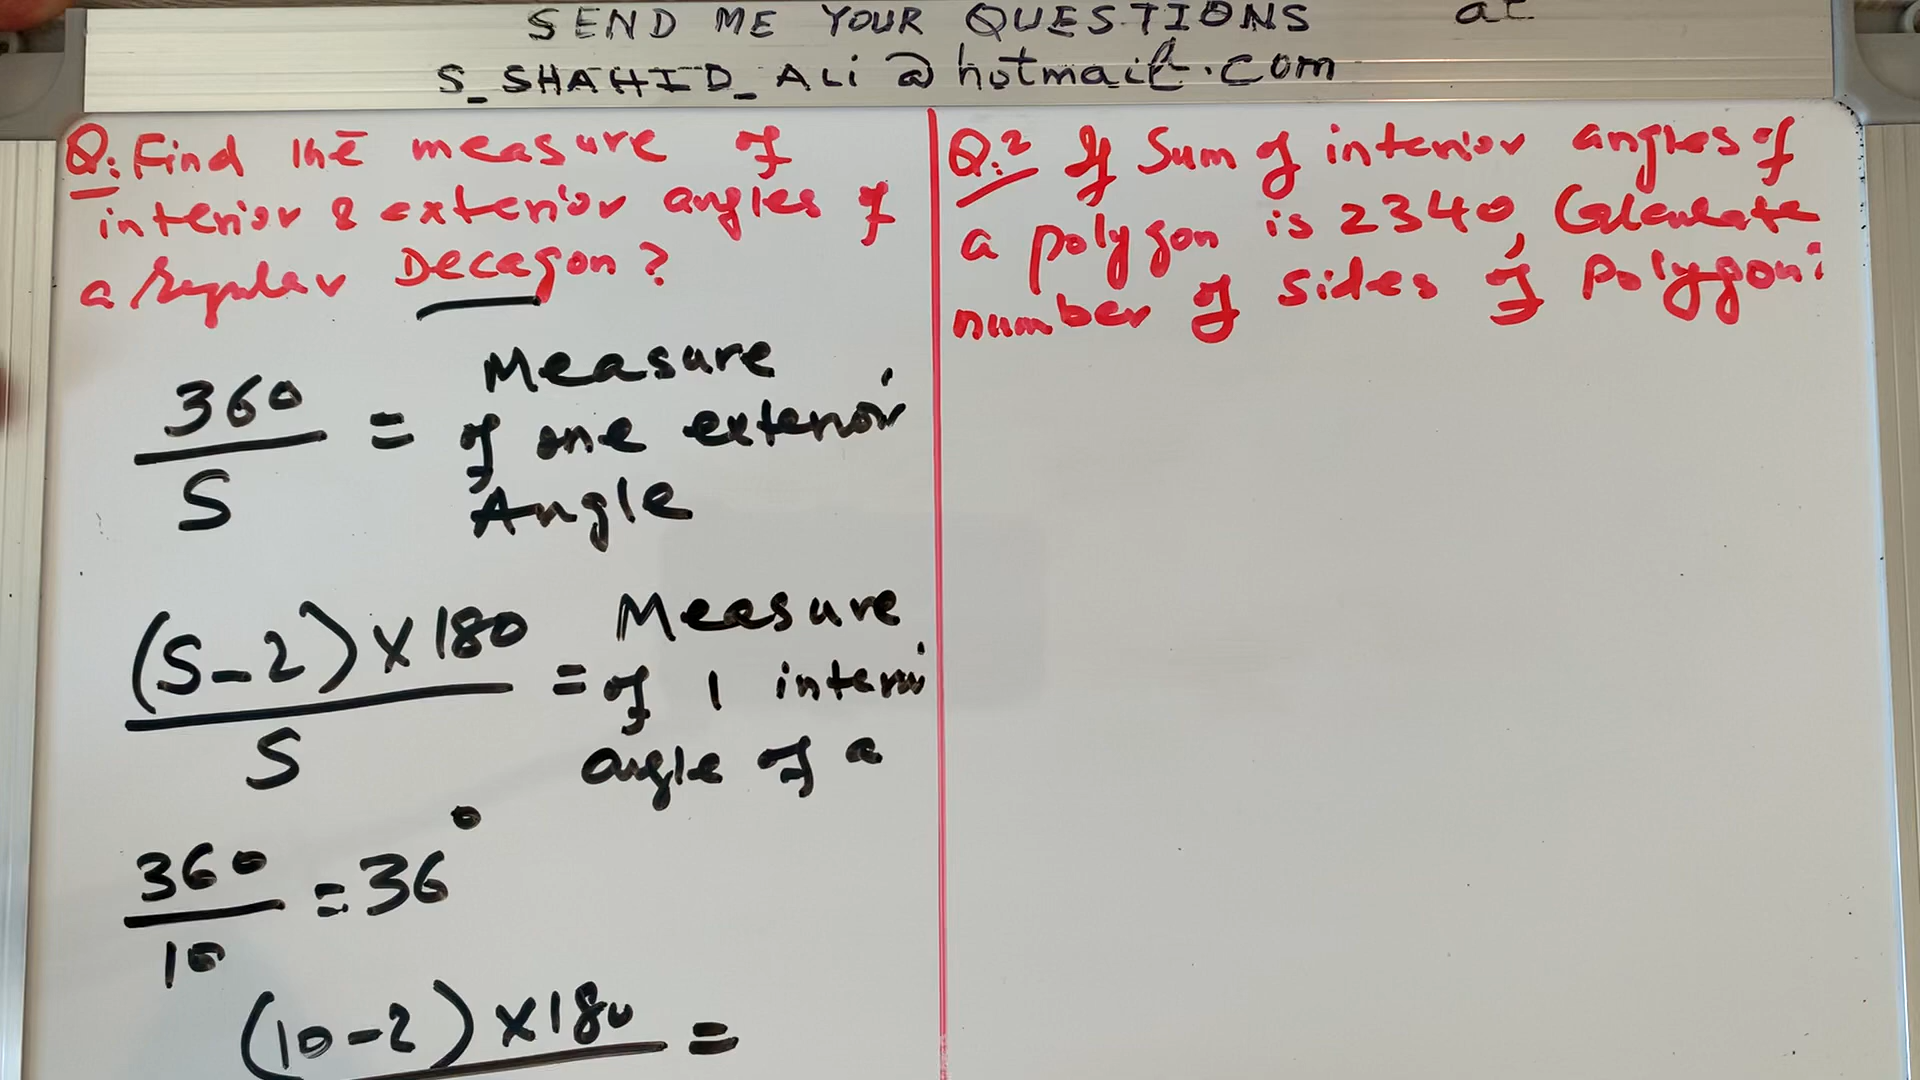 SEND ME YOUR QUESTIONS at
S_SHAHID_ALi@hotmail.com
Q: Find the measure of
interior & exterior angles of
a Regular Decagon?
360
S
=
Measure
of one exterior
Angle
(S-2)×180
S
=
Measure
of 1 interior
angle of a
360
10
= 36°
(10-2)×180 =
Q:2 If Sum of interior angles of
a polygon is 2340, Calculate
number of sides of Polygon: